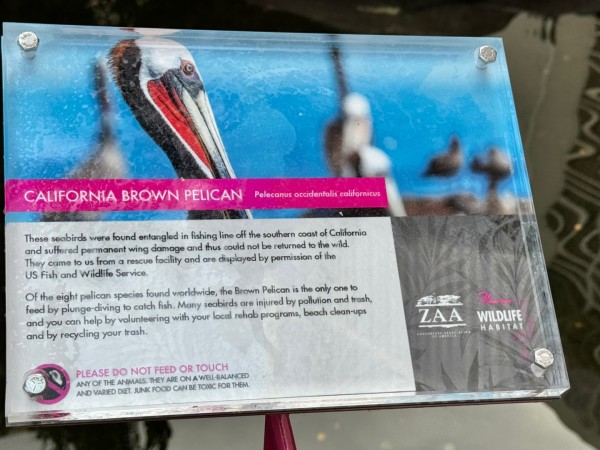 CALIFORNIA BROWN PELICAN Pelecanus occidentalis californicus
These seabirds were found entangled in fishing line off the southern coast of California
and suffered permanent wing damage and thus could not be returned to the wild.
They came to us from a rescue facility and are displayed by permission of the
US Fish and Wildlife Service.
Of the eight pelican species found worldwide, the Brown Pelican is the only one to
feed by plunge-diving to catch fish. Many seabirds are injured by pollution and trash,
and you can help by volunteering with your local rehab programs, beach clean-ups
and by recycling your trash.
ZAA
WILDLIFE
HABITAT
PLEASE DO NOT FEED OR TOUCH
ANY OF THE ANIMALS. THEY ARE ON A WELL-BALANCED
AND VARIED DIET. JUNK FOOD CAN BE TOXIC FOR THEM.